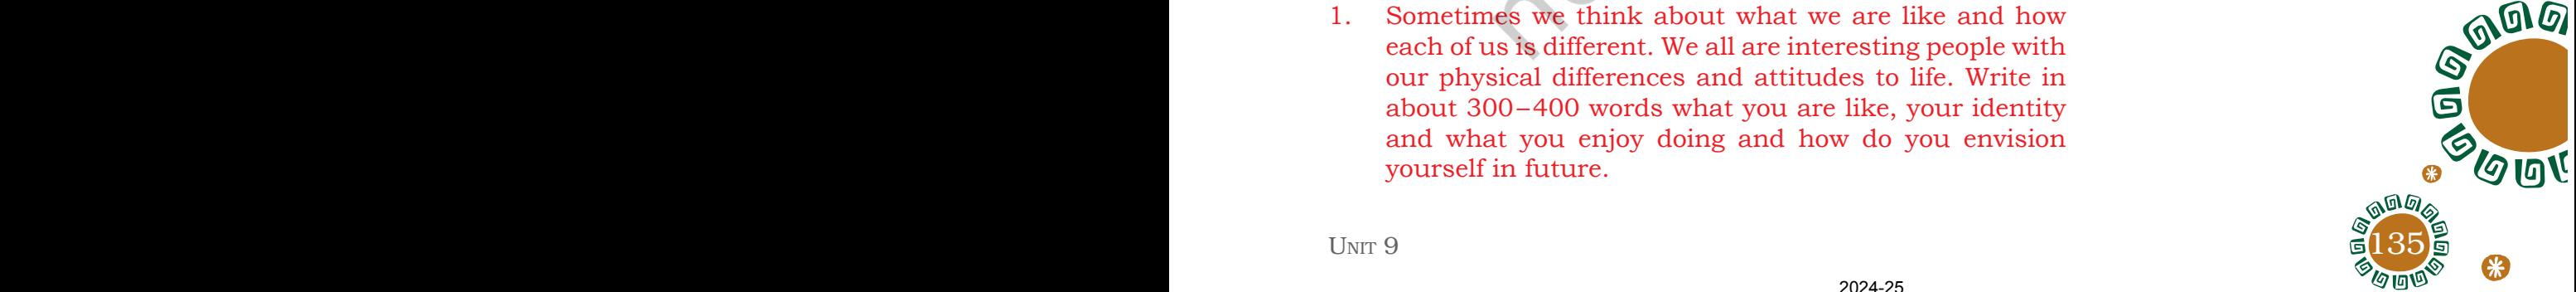 1. Sometimes we think about what we are like and how
each of us is different. We all are interesting people with
our physical differences and attitudes to life. Write in
about 300–400 words what you are like, your identity
and what you enjoy doing and how do you envision
yourself in future.
UNIT 9
135
2024-25